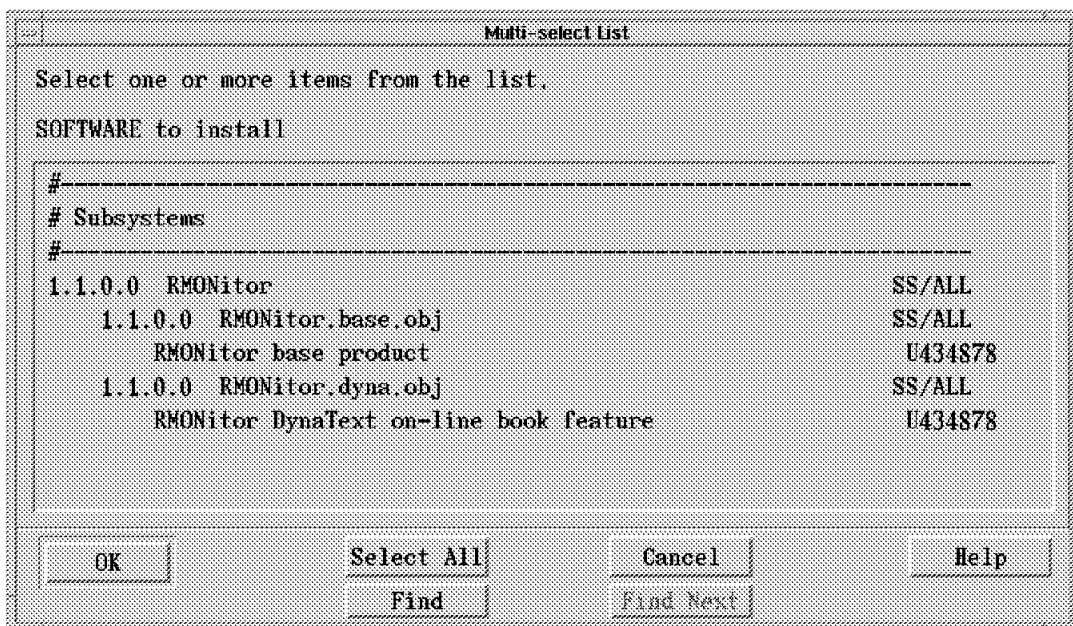 Multi-select List
Select one or more items from the list.
SOFTWARE to install
#----------------------------------------------------------------------
# Subsystems
#----------------------------------------------------------------------
1.1.0.0 RMONitor SS/ALL
1.1.0.0 RMONitor.base.obj SS/ALL
RMONitor base product U434878
1.1.0.0 RMONitor.dyna.obj SS/ALL
RMONitor DynaText on-line book feature U434878
OK Select All Cancel Help
Find Find Next